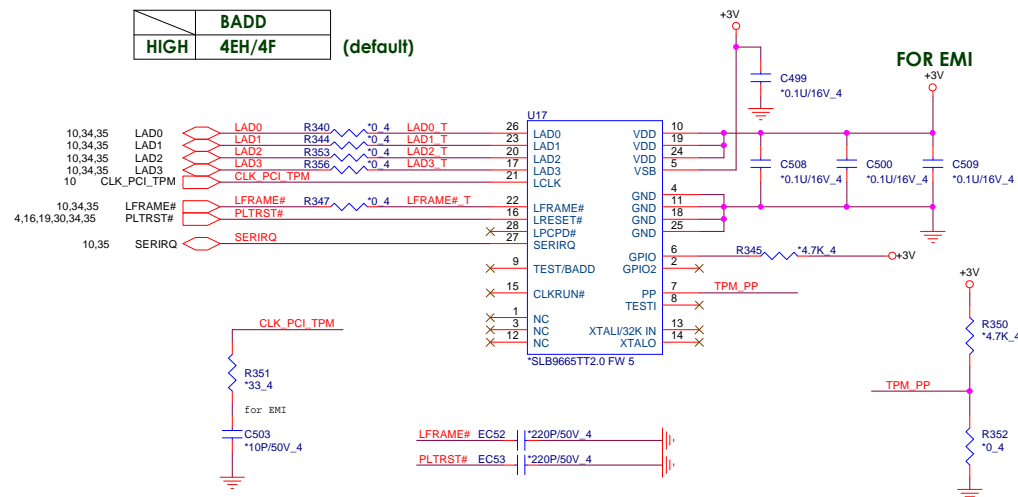 BADD
HIGH 4EH/4F (default)
+3V
C499
*0.1U/16V_4
FOR EMI
+3V
U17
10,34,35 LAD0 LAD0 R340 *0_4 LAD0_T 26 LAD0 VDD 10
10,34,35 LAD1 LAD1 R344 *0_4 LAD1_T 23 LAD1 VDD 19
10,34,35 LAD2 LAD2 R353 *0_4 LAD2_T 20 LAD2 VDD 24
10,34,35 LAD3 LAD3 R356 *0_4 LAD3_T 17 LAD3 VSB 5
10 CLK_PCI_TPM CLK_PCI_TPM 21 LCLK
C508 C500 C509
*0.1U/16V_4 *0.1U/16V_4 *0.1U/16V_4
GND 4
10,34,35 LFRAME# LFRAME# R347 *0_4 LFRAME#_T 22 LFRAME# GND 11
4,16,19,30,34,35 PLTRST# PLTRST# 16 LRESET# GND 18
28 LPCPD# GND 25
10,35 SERIRQ SERIRQ 27 SERIRQ
GPIO 6 R345 *4.7K_4 +3V
9 TEST/BADD GPIO2 2
15 CLKRUN# PP 7 TPM_PP
TESTI 8
1 NC
3 NC XTALI/32K IN 13
12 NC XTALO 14
*SLB9665TT2.0 FW 5
+3V
R350
*4.7K_4
TPM_PP
R352
*0_4
CLK_PCI_TPM
R351
*33_4
for EMI
C503
*10P/50V_4
LFRAME# EC52 *220P/50V_4
PLTRST# EC53 *220P/50V_4